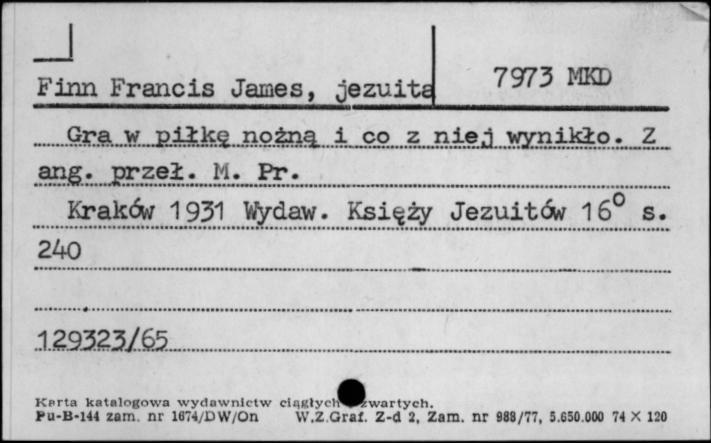 Finn Francis James, jezuita 7973 MKD
Gra w piłkę nożną i co z niej wynikło. Z
ang. przeł. M. Pr.
Kraków 1931 Wydaw. Księży Jezuitów 16° s.
240
129323/65
Karta katalogowa wydawnictw ciągłych zwartych.
Pu-B-144 zam. nr 1674/DW/On W.Z.Graf. Z-d 2, Zam. nr 988/77, 5.650.000 74 X 120